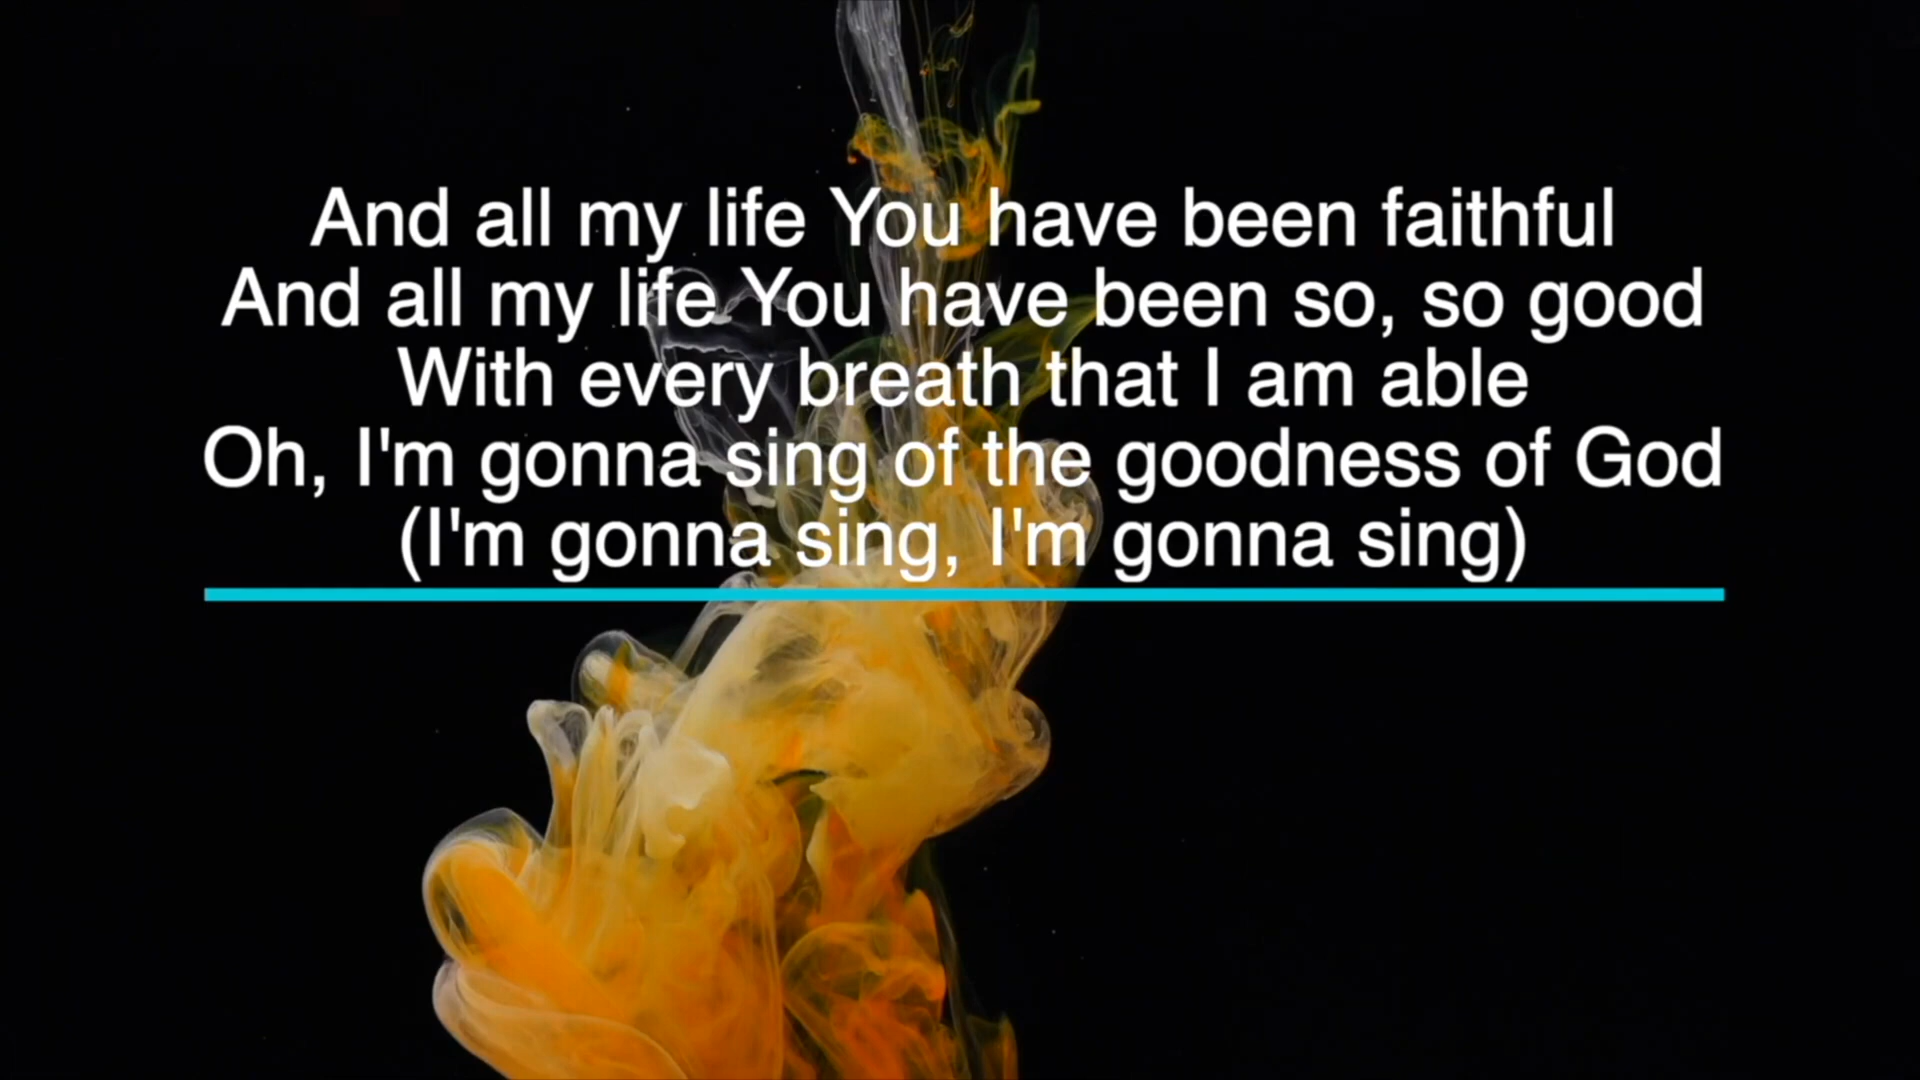 And all my life You have been faithful
And all my life You have been so, so good
With every breath that I am able
Oh, I'm gonna sing of the goodness of God
(I'm gonna sing, I'm gonna sing)